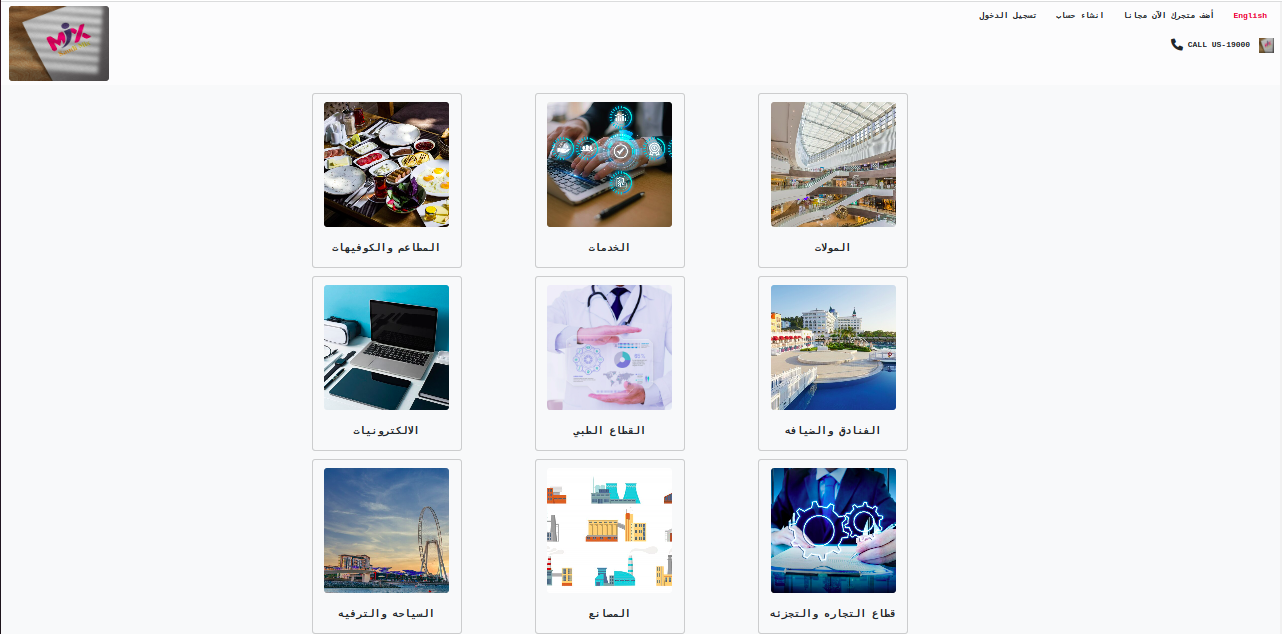 MIX
English
أضف متجرك الآن مجانا
انشاء حساب
تسجيل الدخول
CALL US-19000
المولات
الخدمات
المطاعم والكوفيهات
الفنادق والضيافه
القطاع الطبي
الالكترونيات
قطاع التجاره والتجزئه
المصانع
السياحه والترفيه